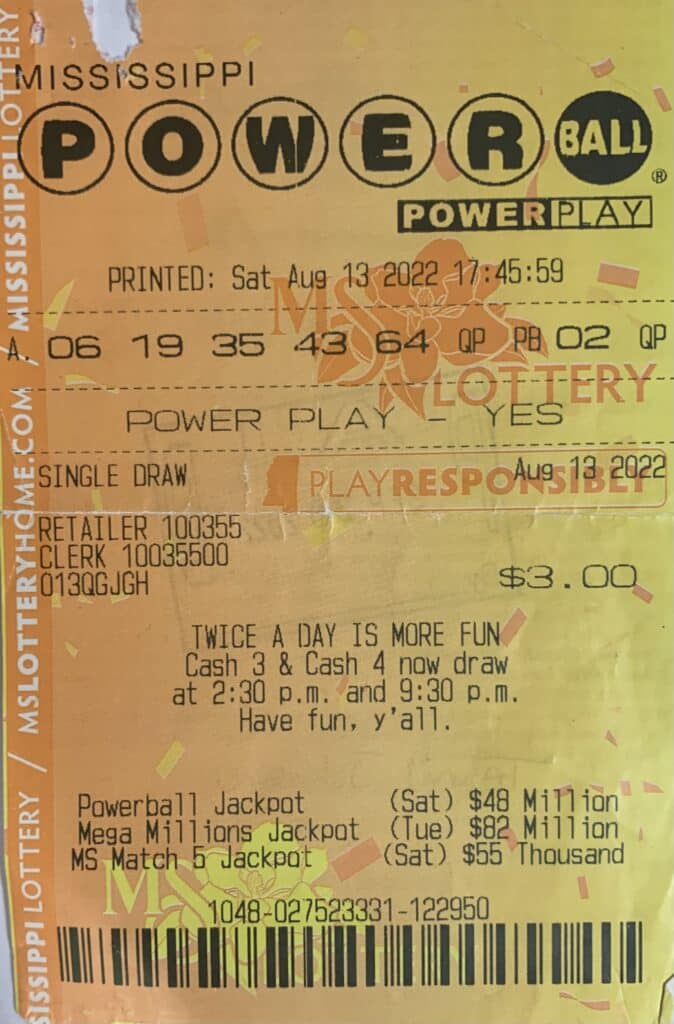 MISSISSIPPI
POWERBALL®
POWERPLAY
PRINTED: Sat Aug 13 2022 17:45:59
MS LOTTERY
A. 06 19 35 43 64 QP PB 02 QP
POWER PLAY - YES
SINGLE DRAW Aug 13 2022
PLAY RESPONSIBLY
RETAILER 100355
CLERK 10035500
013QGJGH
$3.00
TWICE A DAY IS MORE FUN
Cash 3 & Cash 4 now draw
at 2:30 p.m. and 9:30 p.m.
Have fun, y'all.
Powerball Jackpot (Sat) $48 Million
Mega Millions Jackpot (Tue) $82 Million
MS Match 5 Jackpot (Sat) $55 Thousand
MS
1048-027523331-122950
SSIPPI LOTTERY / MSLOTTERYHOME.COM / MISSISSIPPI LOTTERY